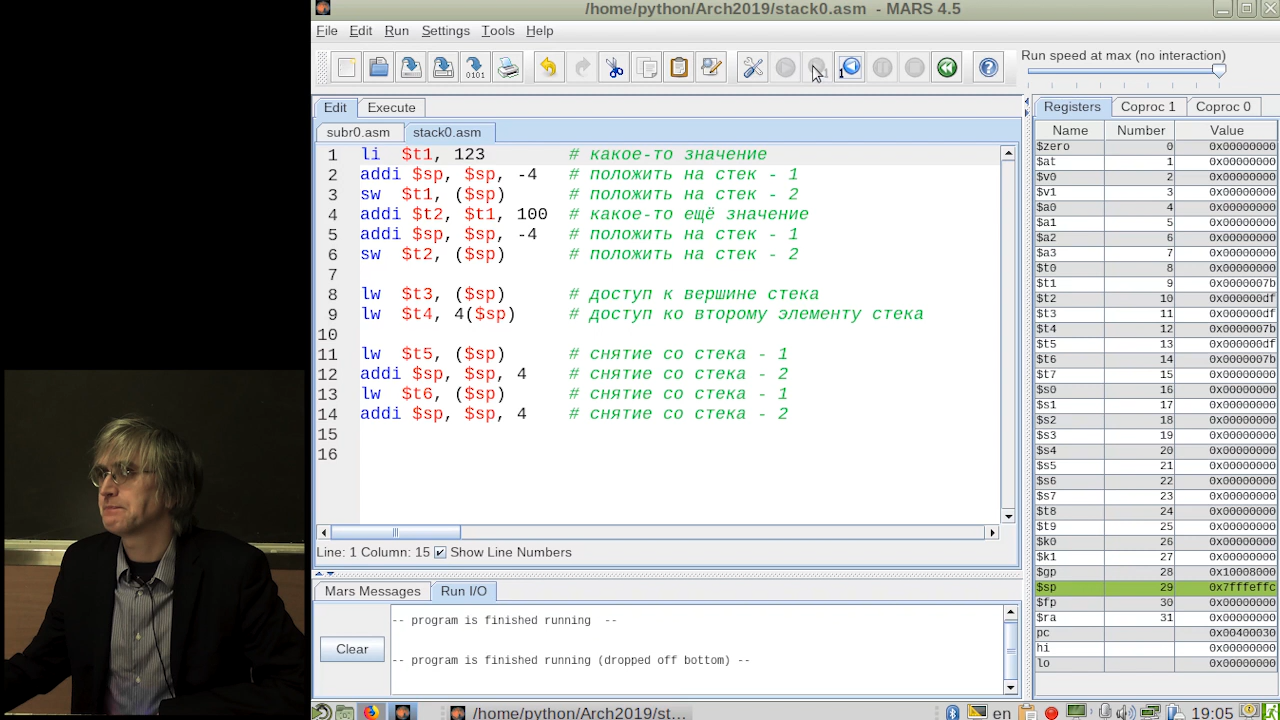 /home/python/Arch2019/stack0.asm - MARS 4.5
File Edit Run Settings Tools Help
Run speed at max (no interaction)
Edit Execute
Registers Coproc 1 Coproc 0
subr0.asm stack0.asm
Name Number Value
1 li $t1, 123 # какое-то значение
2 addi $sp, $sp, -4 # положить на стек - 1
3 sw $t1, ($sp) # положить на стек - 2
4 addi $t2, $t1, 100 # какое-то ещё значение
5 addi $sp, $sp, -4 # положить на стек - 1
6 sw $t2, ($sp) # положить на стек - 2
7
8 lw $t3, ($sp) # доступ к вершине стека
9 lw $t4, 4($sp) # доступ ко второму элементу стека
10
11 lw $t5, ($sp) # снятие со стека - 1
12 addi $sp, $sp, 4 # снятие со стека - 2
13 lw $t6, ($sp) # снятие со стека - 1
14 addi $sp, $sp, 4 # снятие со стека - 2
15
16
Line: 1 Column: 15 Show Line Numbers
$zero 0 0x00000000
$at 1 0x00000000
$v0 2 0x00000000
$v1 3 0x00000000
$a0 4 0x00000000
$a1 5 0x00000000
$a2 6 0x00000000
$a3 7 0x00000000
$t0 8 0x00000000
$t1 9 0x0000007b
$t2 10 0x000000df
$t3 11 0x000000df
$t4 12 0x0000007b
$t5 13 0x000000df
$t6 14 0x0000007b
$t7 15 0x00000000
$s0 16 0x00000000
$s1 17 0x00000000
$s2 18 0x00000000
$s3 19 0x00000000
$s4 20 0x00000000
$s5 21 0x00000000
$s6 22 0x00000000
$s7 23 0x00000000
$t8 24 0x00000000
$t9 25 0x00000000
$k0 26 0x00000000
$k1 27 0x00000000
$gp 28 0x10008000
$sp 29 0x7fffeffc
$fp 30 0x00000000
$ra 31 0x00000000
pc 0x00400030
hi 0x00000000
lo 0x00000000
Mars Messages Run I/O
Clear
-- program is finished running --
-- program is finished running (dropped off bottom) --
/home/python/Arch2019/st...
en 19:05